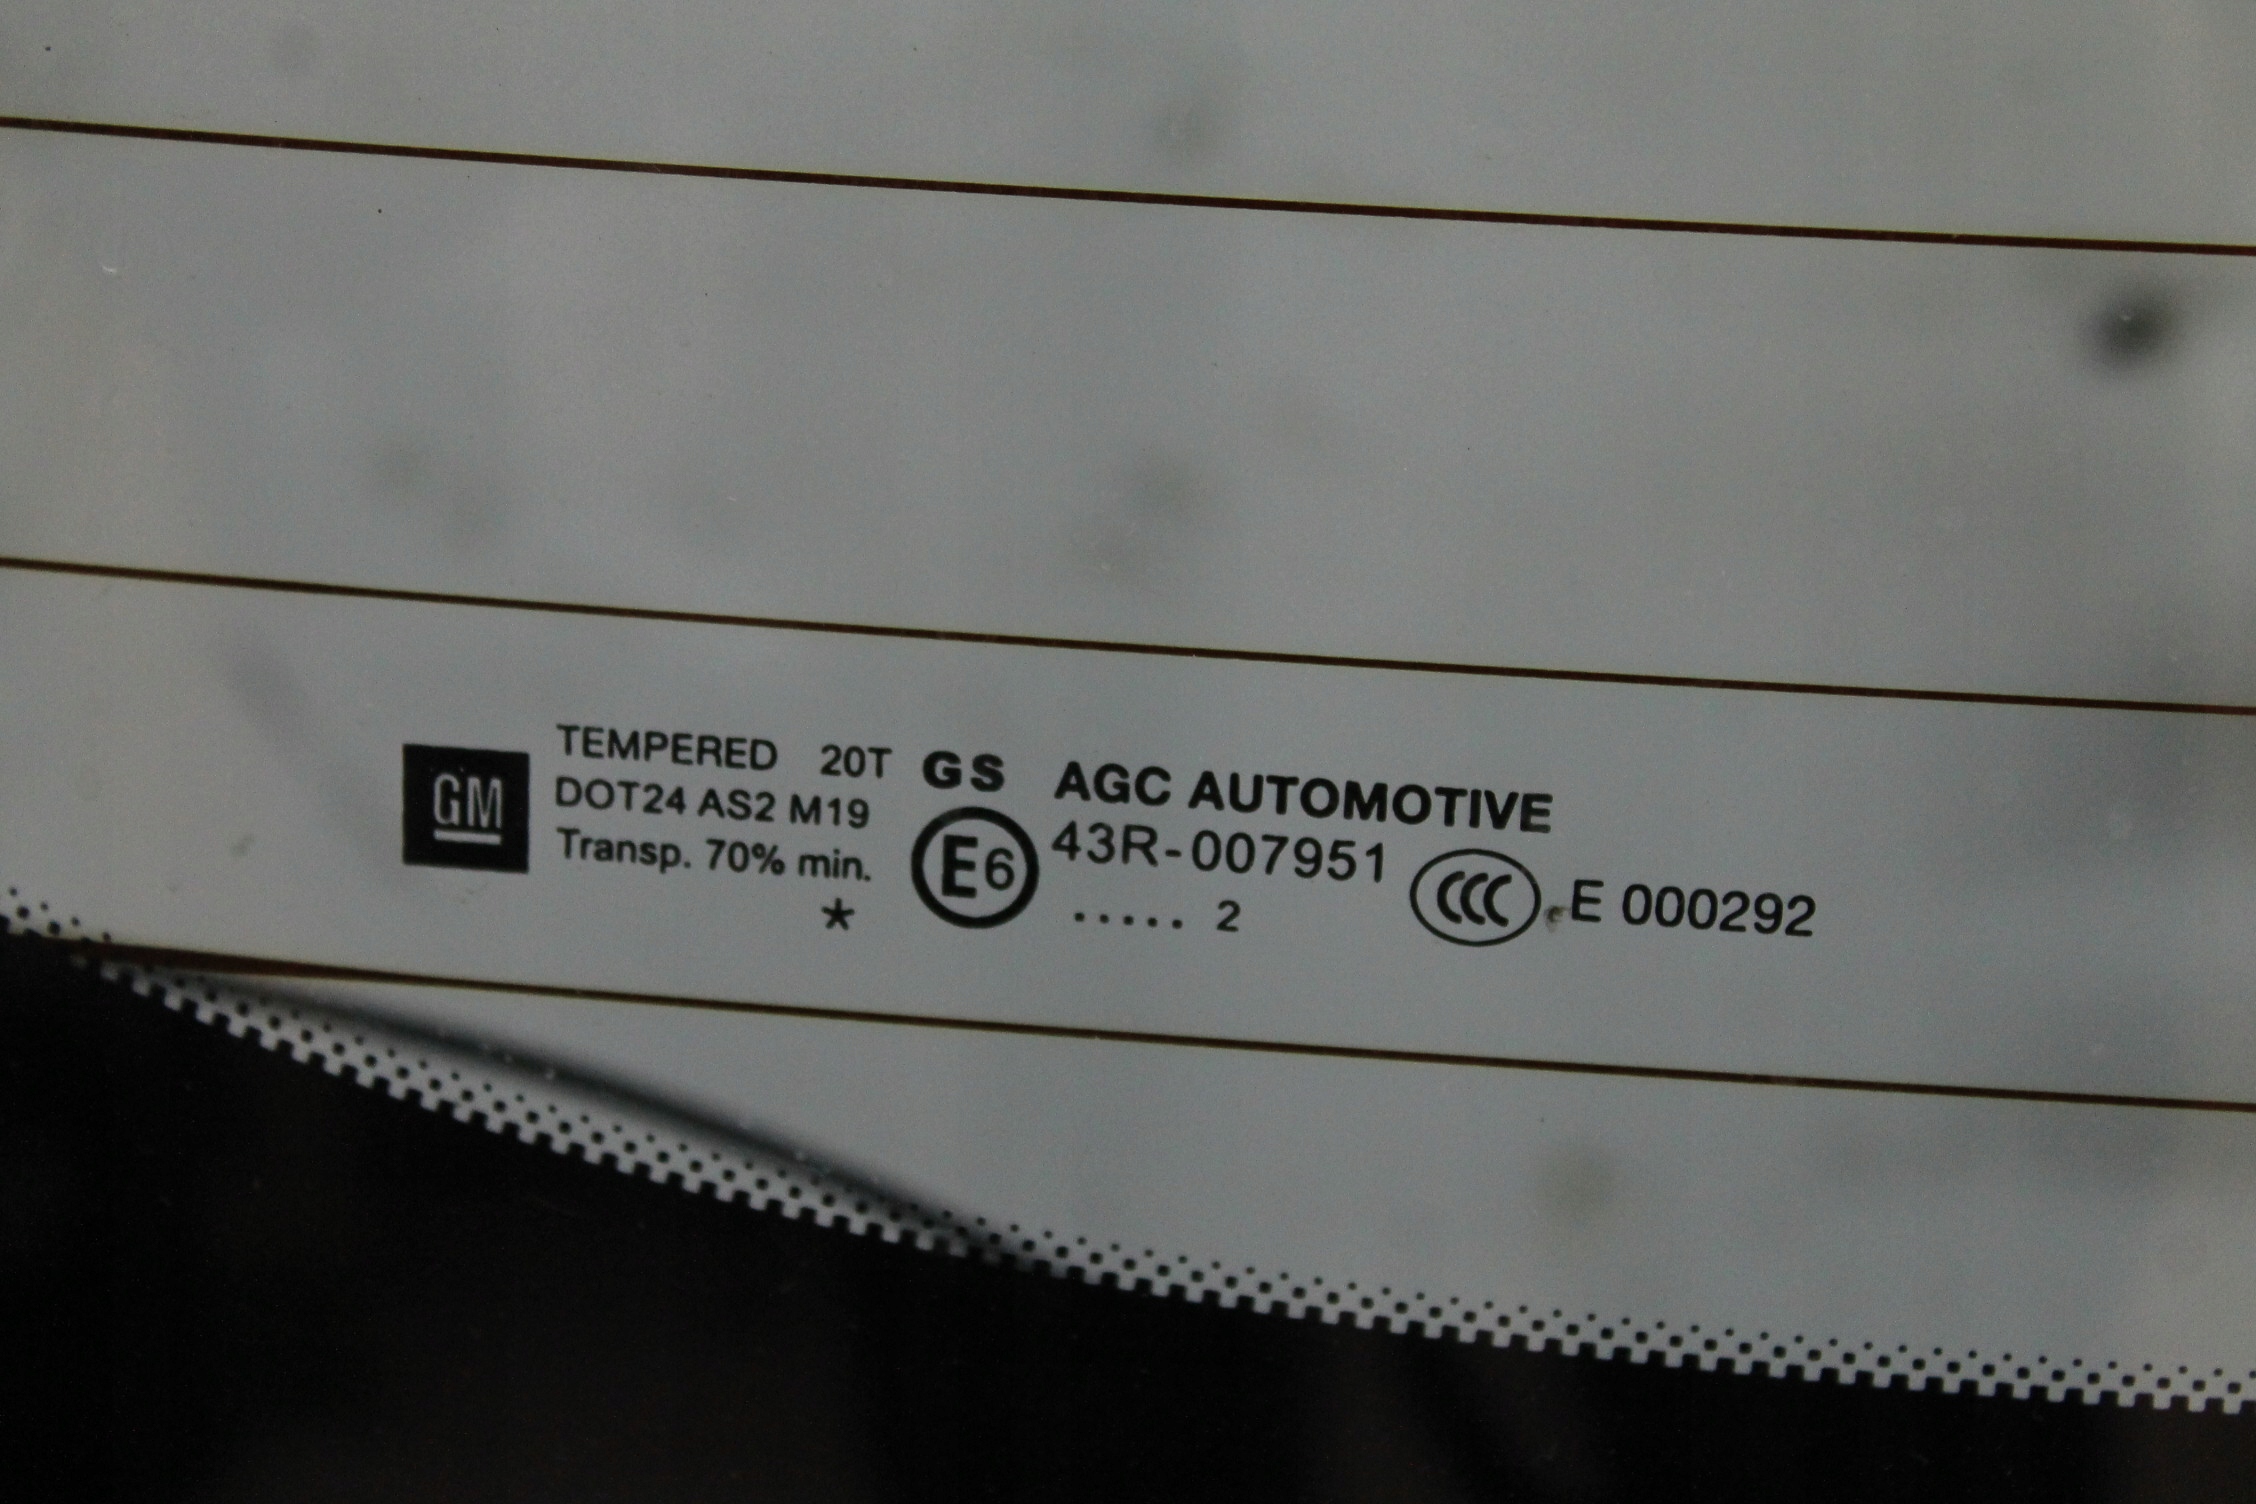 GM
TEMPERED 20T GS AGC AUTOMOTIVE
DOT24 AS2 M19
Transp. 70% min.
*
E6
43R-007951
..... 2
CCC E 000292